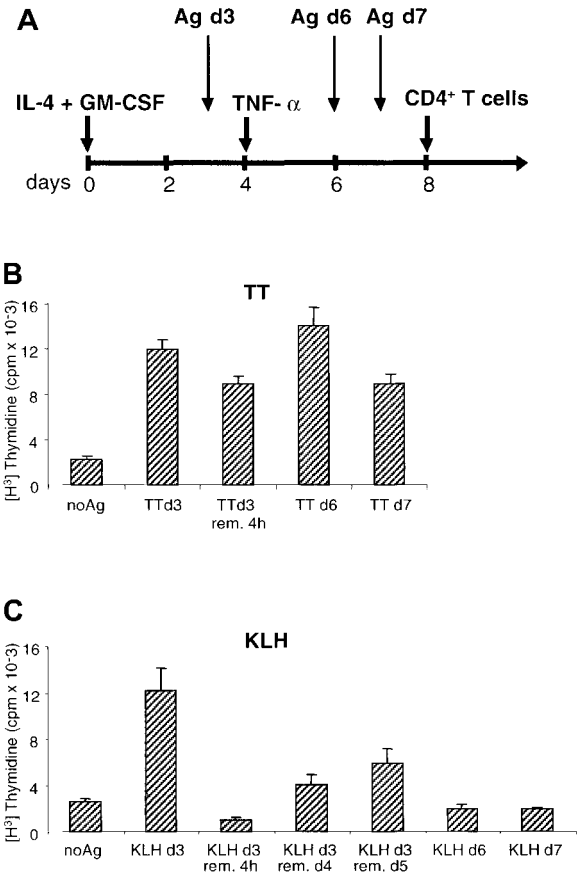 A
Ag d3 Ag d6 Ag d7
IL-4 + GM-CSF TNF- α CD4+ T cells
days 0 2 4 6 8
B
TT
[H³] Thymidine (cpm x 10-3)
16
12
8
4
0
noAg TTd3 TTd3 TT d6 TT d7
rem. 4h
C
KLH
[H³] Thymidine (cpm x 10-3)
16
12
8
4
0
noAg KLH d3 KLH d3 KLH d3 KLH d3 KLH d6 KLH d7
rem. 4h rem. d4 rem. d5